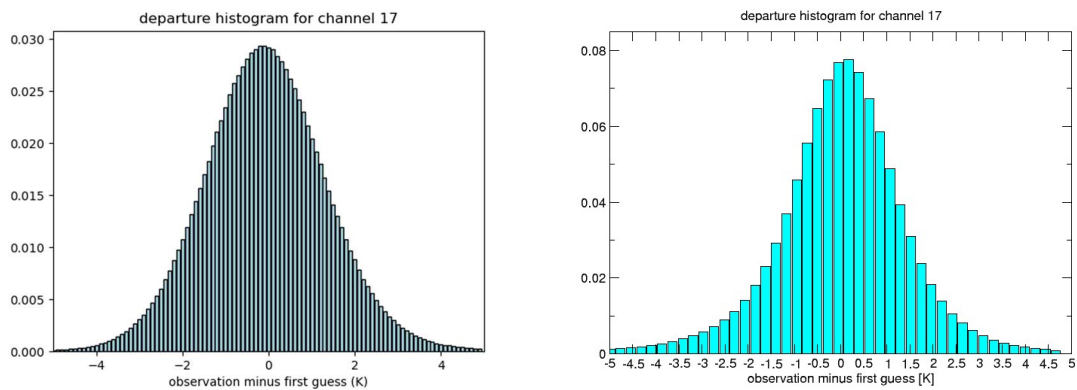 departure histogram for channel 17
0.030
0.025
0.020
0.015
0.010
0.005
0.000
−4 −2 0 2 4
observation minus first guess (K)
departure histogram for channel 17
0.08
0.06
0.04
0.02
0
-5 -4.5 -4 -3.5 -3 -2.5 -2 -1.5 -1 -0.5 0 0.5 1 1.5 2 2.5 3 3.5 4 4.5 5
observation minus first guess [K]